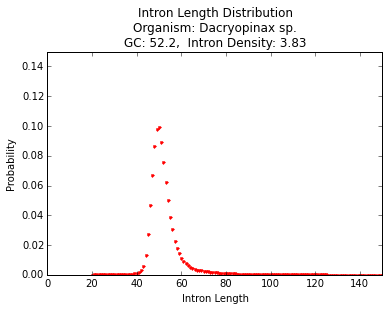 Intron Length Distribution
Organism: Dacryopinax sp.
GC: 52.2,  Intron Density: 3.83
0.14
0.12
0.10
0.08
0.06
0.04
0.02
0.00
Probability
0 20 40 60 80 100 120 140
Intron Length